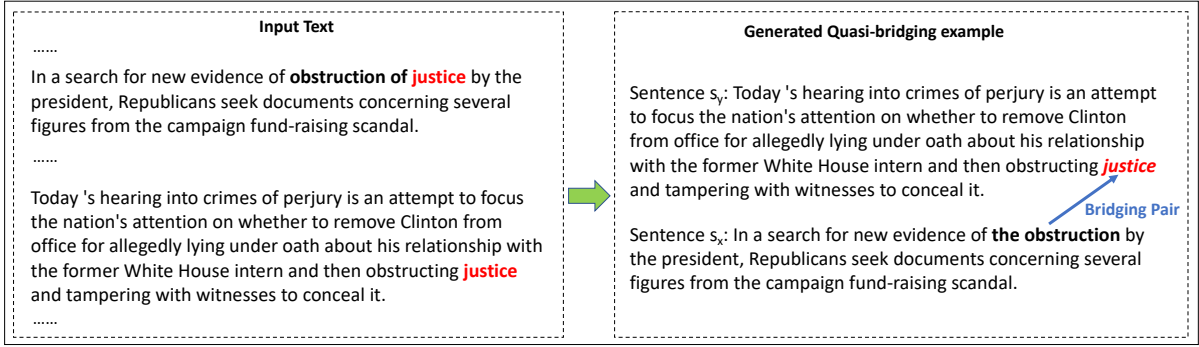 Input Text
......
In a search for new evidence of obstruction of justice by the
president, Republicans seek documents concerning several
figures from the campaign fund-raising scandal.
......
Today 's hearing into crimes of perjury is an attempt to focus
the nation's attention on whether to remove Clinton from
office for allegedly lying under oath about his relationship with
the former White House intern and then obstructing justice
and tampering with witnesses to conceal it.
......
Generated Quasi-bridging example
Sentence sy: Today 's hearing into crimes of perjury is an attempt
to focus the nation's attention on whether to remove Clinton
from office for allegedly lying under oath about his relationship
with the former White House intern and then obstructing justice
and tampering with witnesses to conceal it.
Bridging Pair
Sentence sx: In a search for new evidence of the obstruction by
the president, Republicans seek documents concerning several
figures from the campaign fund-raising scandal.